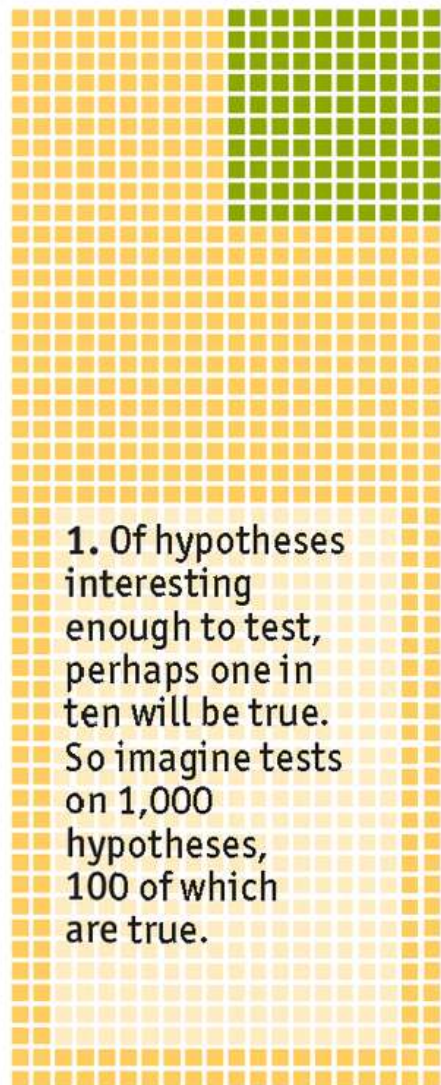 1. Of hypotheses
interesting
enough to test,
perhaps one in
ten will be true.
So imagine tests
on 1,000
hypotheses,
100 of which
are true.